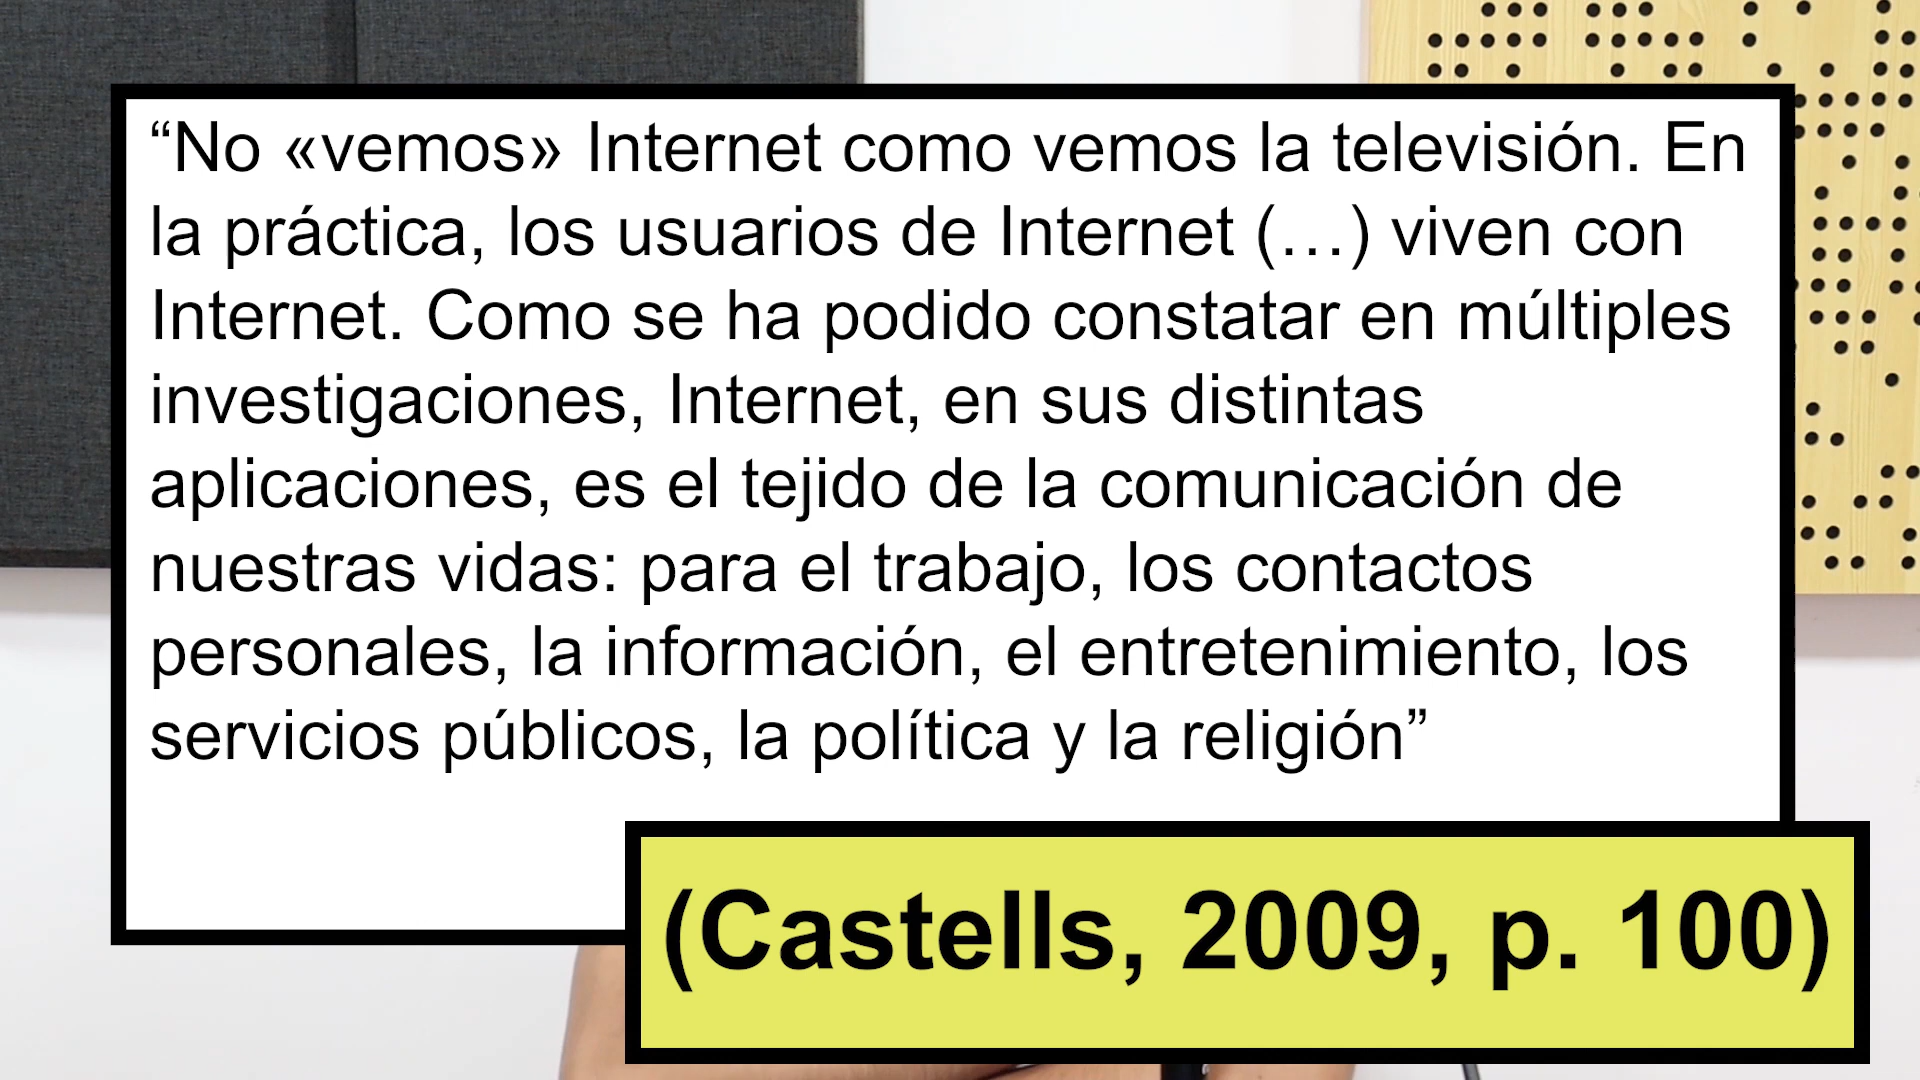 “No «vemos» Internet como vemos la televisión. En
la práctica, los usuarios de Internet (…) viven con
Internet. Como se ha podido constatar en múltiples
investigaciones, Internet, en sus distintas
aplicaciones, es el tejido de la comunicación de
nuestras vidas: para el trabajo, los contactos
personales, la información, el entretenimiento, los
servicios públicos, la política y la religión”
(Castells, 2009, p. 100)